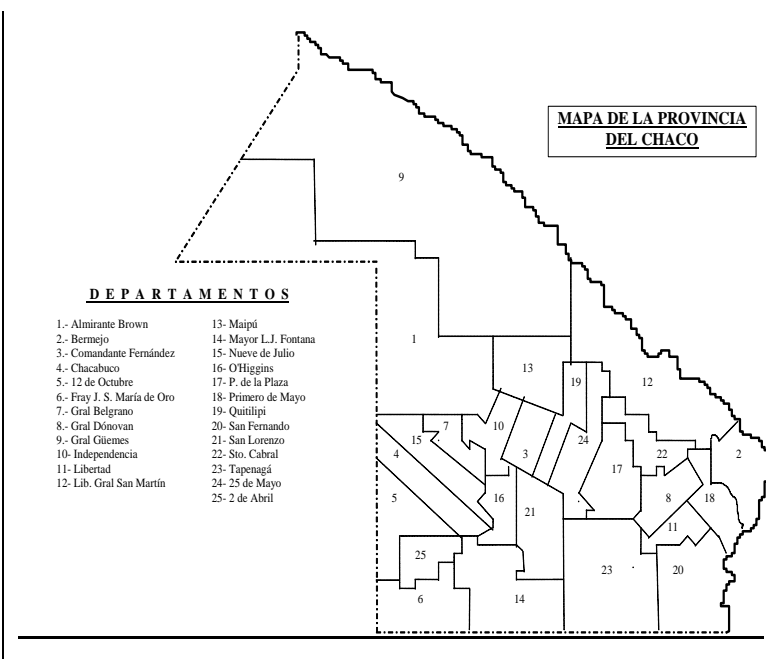 MAPA DE LA PROVINCIA
DEL CHACO
DEPARTAMENTOS
1.- Almirante Brown
2.- Bermejo
3.- Comandante Fernández
4.- Chacabuco
5.- 12 de Octubre
6.- Fray J. S. María de Oro
7.- Gral Belgrano
8.- Gral Dónovan
9.- Gral Güemes
10- Independencia
11- Libertad
12- Lib. Gral San Martín
13- Maipú
14- Mayor L.J. Fontana
15- Nueve de Julio
16- O'Higgins
17- P. de la Plaza
18- Primero de Mayo
19- Quitilipi
20- San Fernando
21- San Lorenzo
22- Sto. Cabral
23- Tapenagá
24- 25 de Mayo
25- 2 de Abril
9
1
13
19
12
7
10
15
24
4
3
22
2
17
5
16
8
18
21
11
25
23
20
6
14